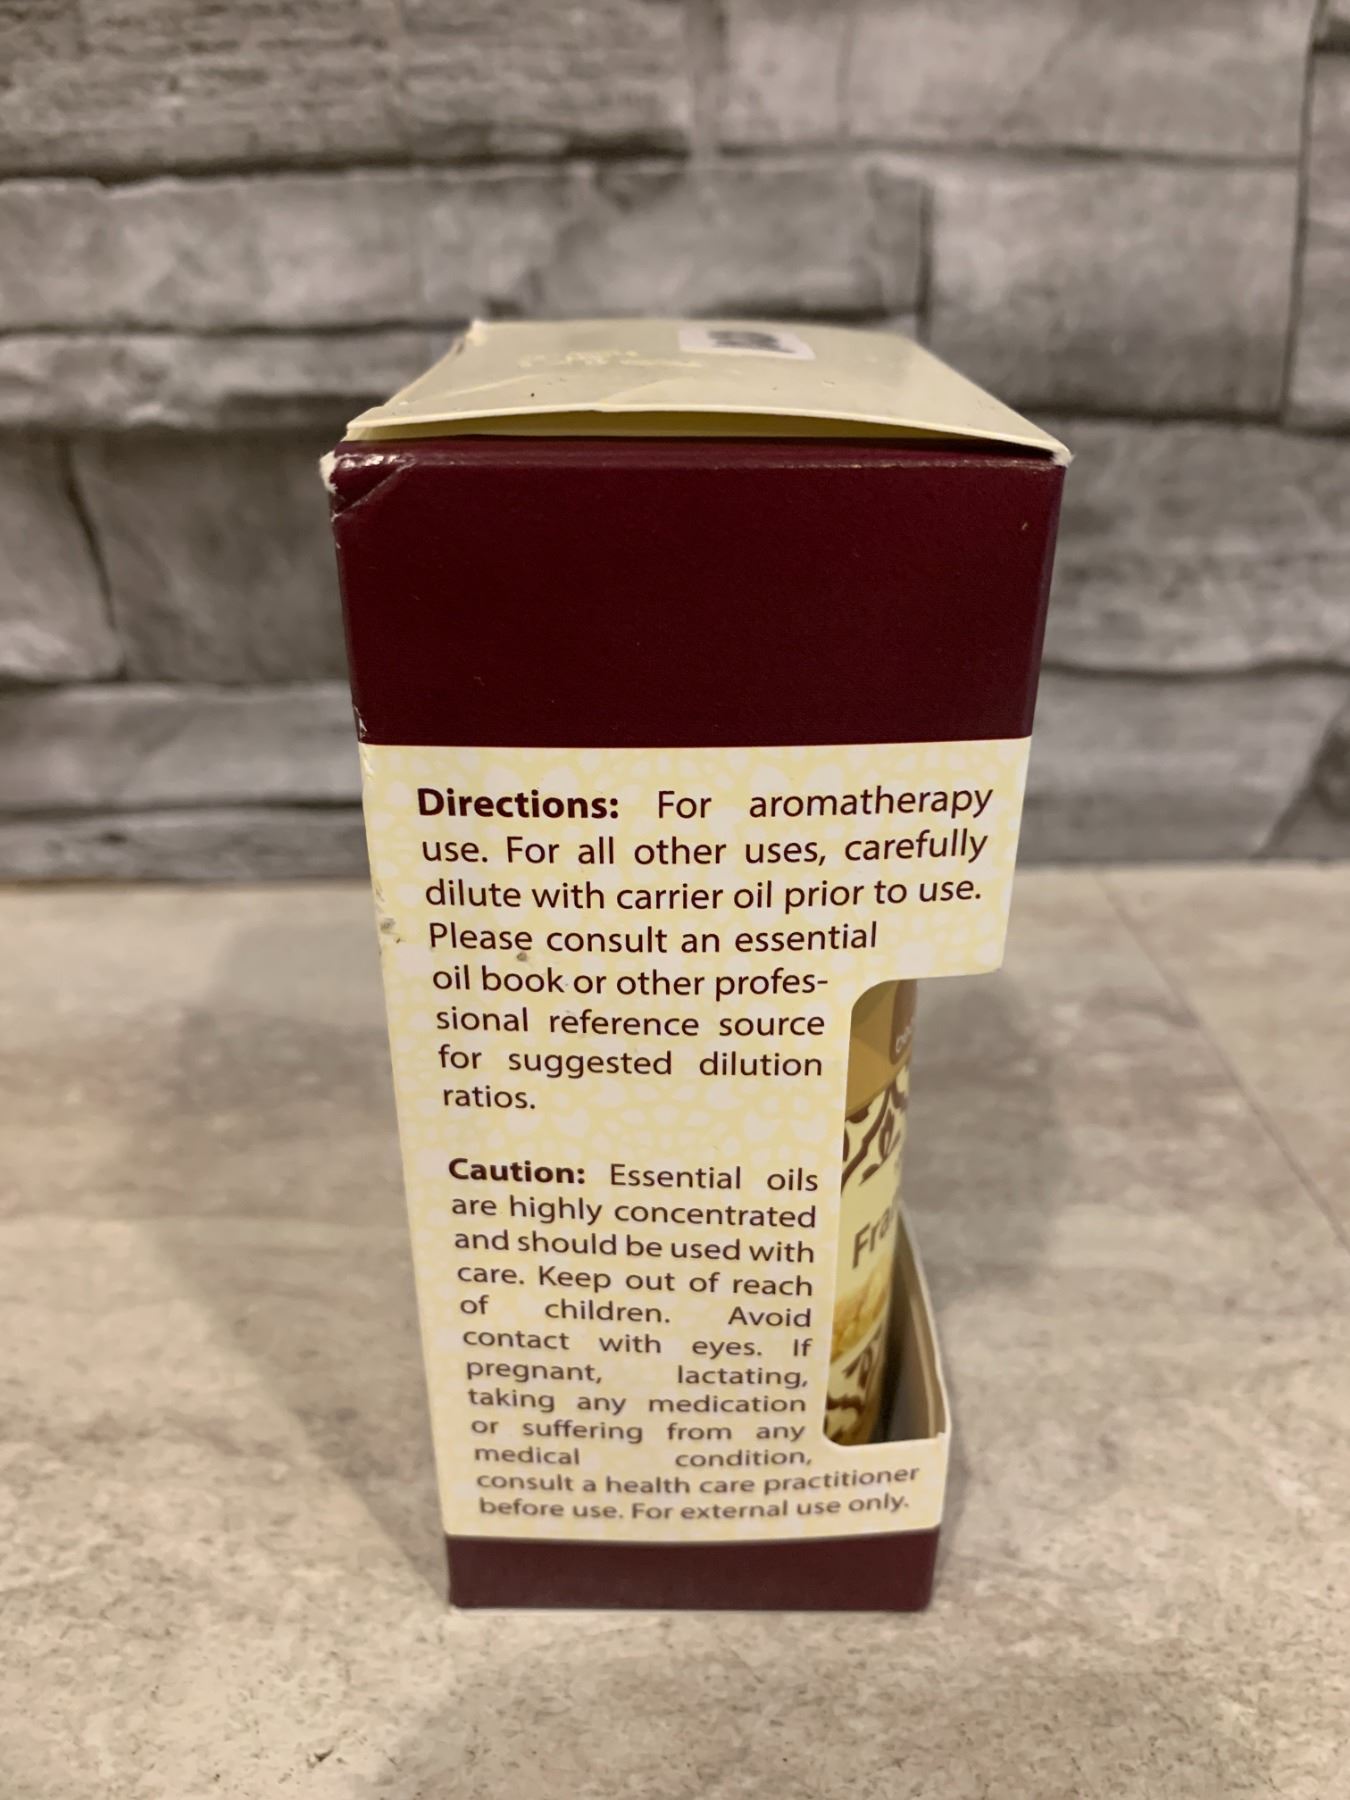 Directions: For aromatherapy
use. For all other uses, carefully
dilute with carrier oil prior to use.
Please consult an essential
oil book or other profes-
sional reference source
for suggested dilution
ratios.
Caution: Essential oils
are highly concentrated
and should be used with
care. Keep out of reach
of children. Avoid
contact with eyes. If
pregnant, lactating,
taking any medication
or suffering from any
medical condition,
consult a health care practitioner
before use. For external use only.
Fra